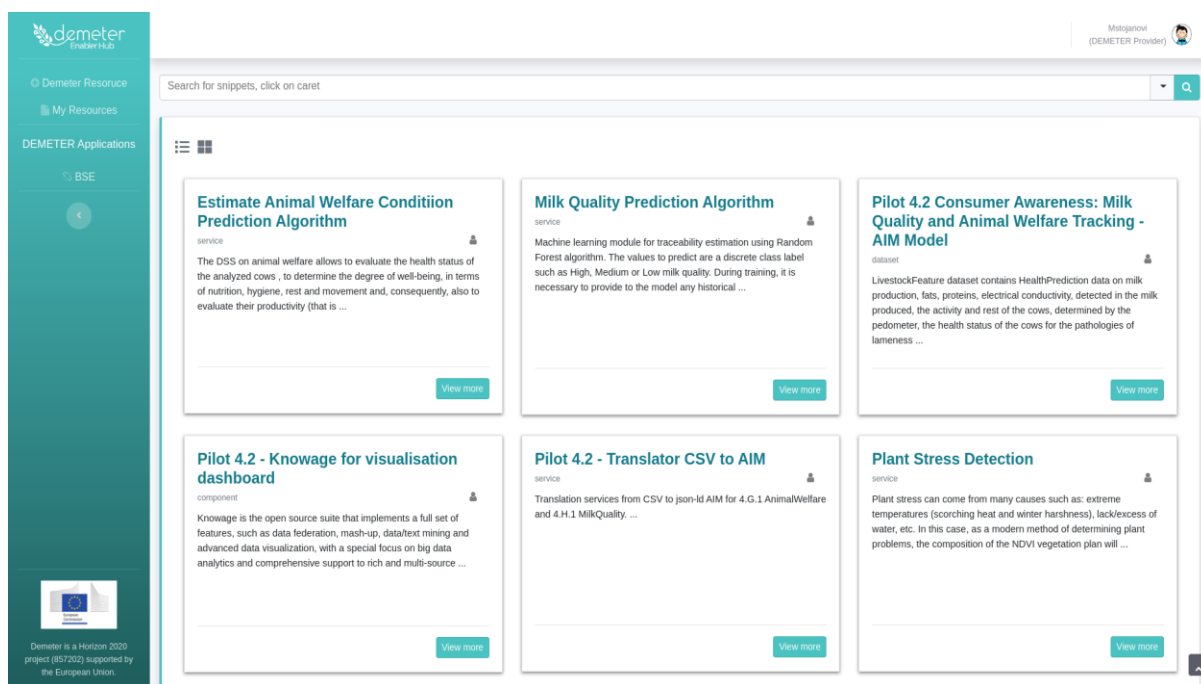 demeter
Enabler Hub
Mstojanovi
(DEMETER Provider)
Demeter Resoruce
My Resources
DEMETER Applications
BSE
Search for snippets, click on caret
Estimate Animal Welfare Conditiion
Prediction Algorithm
service
The DSS on animal welfare allows to evaluate the health status of
the analyzed cows , to determine the degree of well-being, in terms
of nutrition, hygiene, rest and movement and, consequently, also to
evaluate their productivity (that is ...
View more
Milk Quality Prediction Algorithm
service
Machine learning module for traceability estimation using Random
Forest algorithm. The values to predict are a discrete class label
such as High, Medium or Low milk quality. During training, it is
necessary to provide to the model any historical ...
View more
Pilot 4.2 Consumer Awareness: Milk
Quality and Animal Welfare Tracking -
AIM Model
dataset
LivestockFeature dataset contains HealthPrediction data on milk
production, fats, proteins, electrical conductivity, detected in the milk
produced, the activity and rest of the cows, determined by the
pedometer, the health status of the cows for the pathologies of
lameness ...
View more
Pilot 4.2 - Knowage for visualisation
dashboard
component
Knowage is the open source suite that implements a full set of
features, such as data federation, mash-up, data/text mining and
advanced data visualization, with a special focus on big data
analytics and comprehensive support to rich and multi-source ...
View more
Pilot 4.2 - Translator CSV to AIM
service
Translation services from CSV to json-ld AIM for 4.G.1 AnimalWelfare
and 4.H.1 MilkQuality. ...
View more
Plant Stress Detection
service
Plant stress can come from many causes such as: extreme
temperatures (scorching heat and winter harshness), lack/excess of
water, etc. In this case, as a modern method of determining plant
problems, the composition of the NDVI vegetation plan will ...
View more
European
Commission
Demeter is a Horizon 2020
project (857202) supported by
the European Union.